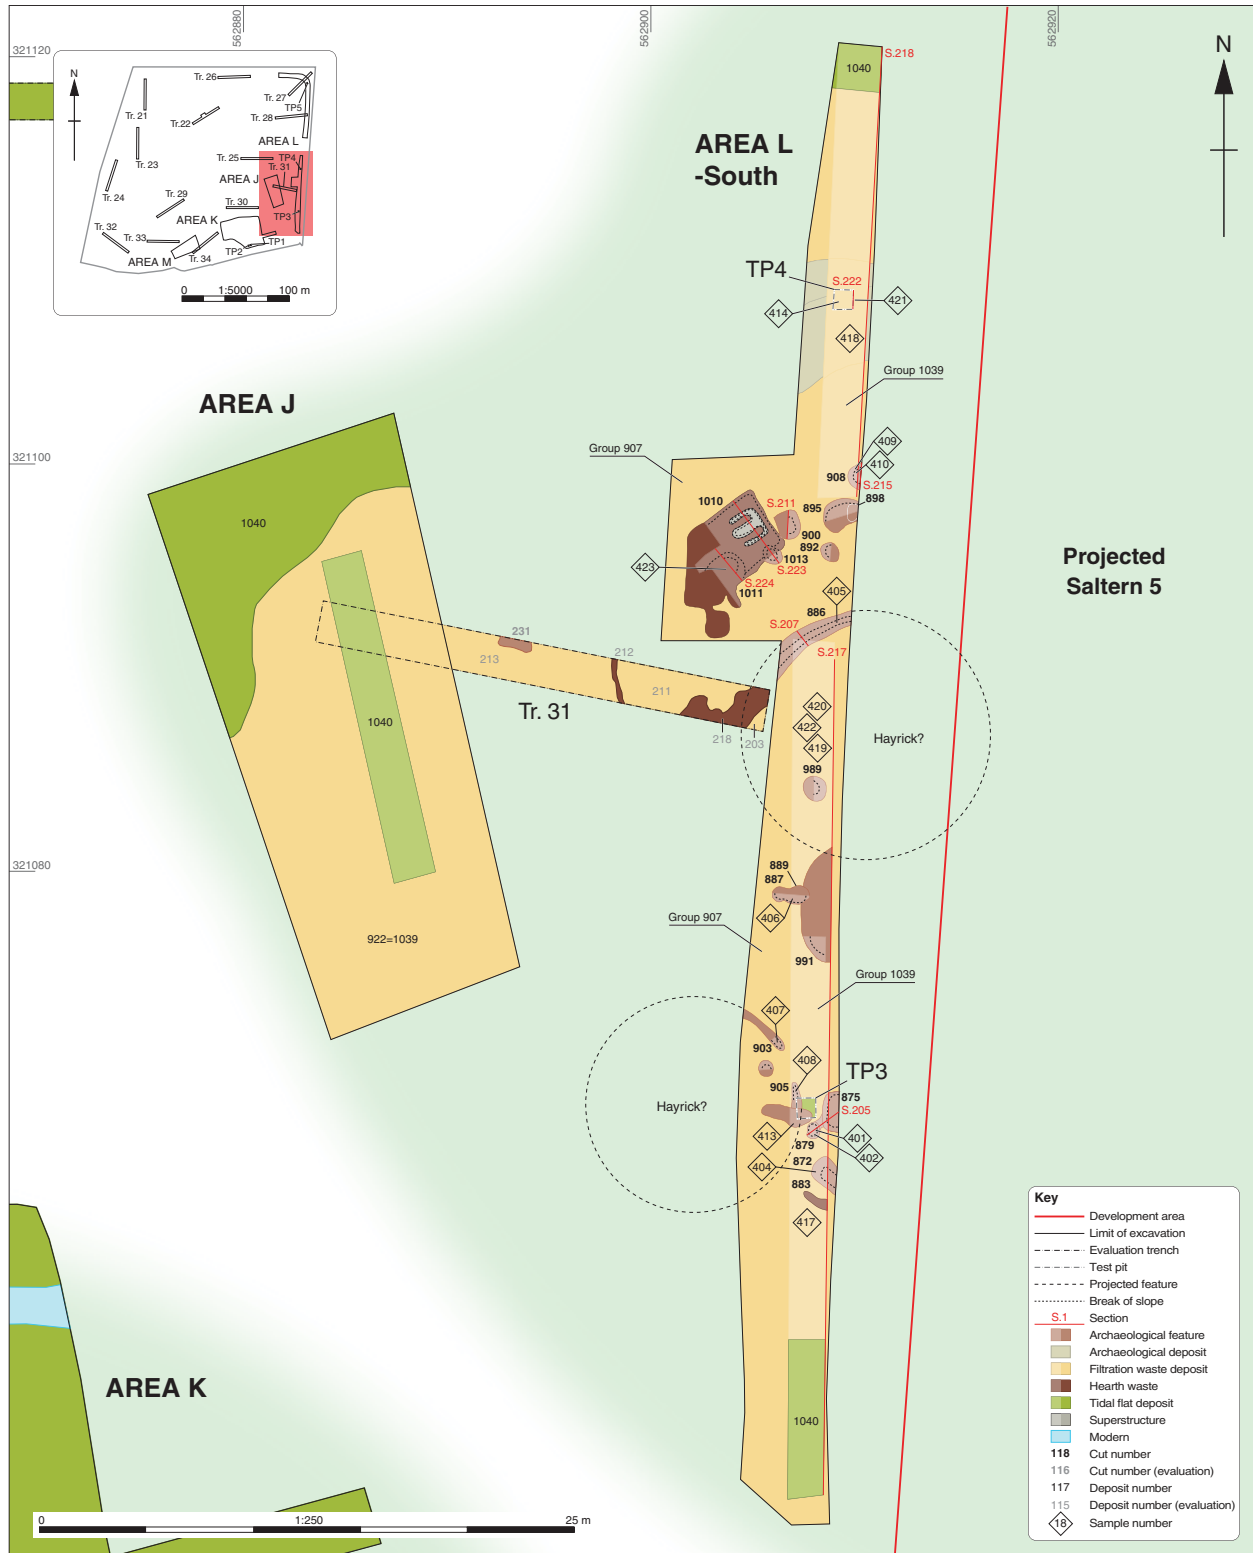 562880
562900
562920
321120
321100
321080
N
Tr. 26
Tr. 27
TP5
Tr. 21
Tr.22
Tr. 28
AREA L
Tr. 23
Tr. 25
TP4
Tr. 31
AREA J
Tr. 24
Tr. 29
Tr. 30
TP3
AREA K
Tr. 32
Tr. 33
TP1
TP2
Tr. 34
AREA M
0
1:5000
100 m
N
S.218
1040
AREA L
-South
TP4
S.222
414
421
418
Group 1039
AREA J
Group 907
409
410
908
S.215
1010
S.211
895
898
900
892
1040
1013
423
S.223
S.224
1011
405
886
Projected
Saltern 5
S.207
231
212
S.217
213
211
420
1040
Tr. 31
422
218
203
419
Hayrick?
989
889
887
406
Group 907
922=1039
991
Group 1039
407
903
408
TP3
905
875
S.205
Hayrick?
413
401
879
402
404
872
883
417
AREA K
1040
0
1:250
25 m
Key
Development area
Limit of excavation
Evaluation trench
Test pit
Projected feature
Break of slope
S.1 Section
Archaeological feature
Archaeological deposit
Filtration waste deposit
Hearth waste
Tidal flat deposit
Superstructure
Modern
118 Cut number
116 Cut number (evaluation)
117 Deposit number
115 Deposit number (evaluation)
18 Sample number